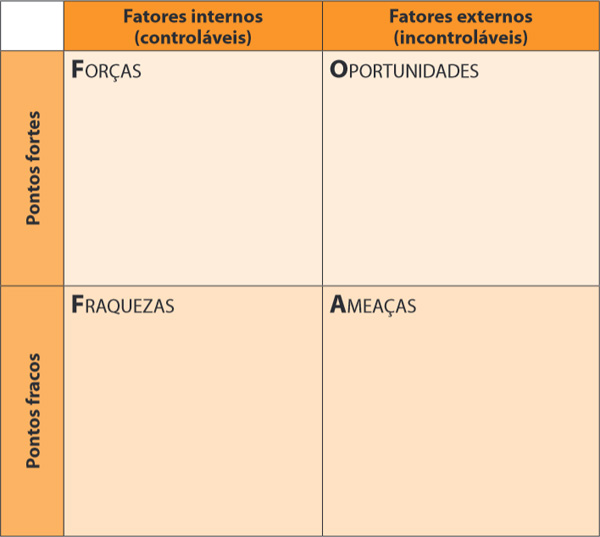 Fatores internos
(controláveis)
Fatores externos
(incontroláveis)
Pontos fortes
FORÇAS
OPORTUNIDADES
Pontos fracos
FRAQUEZAS
AMEAÇAS